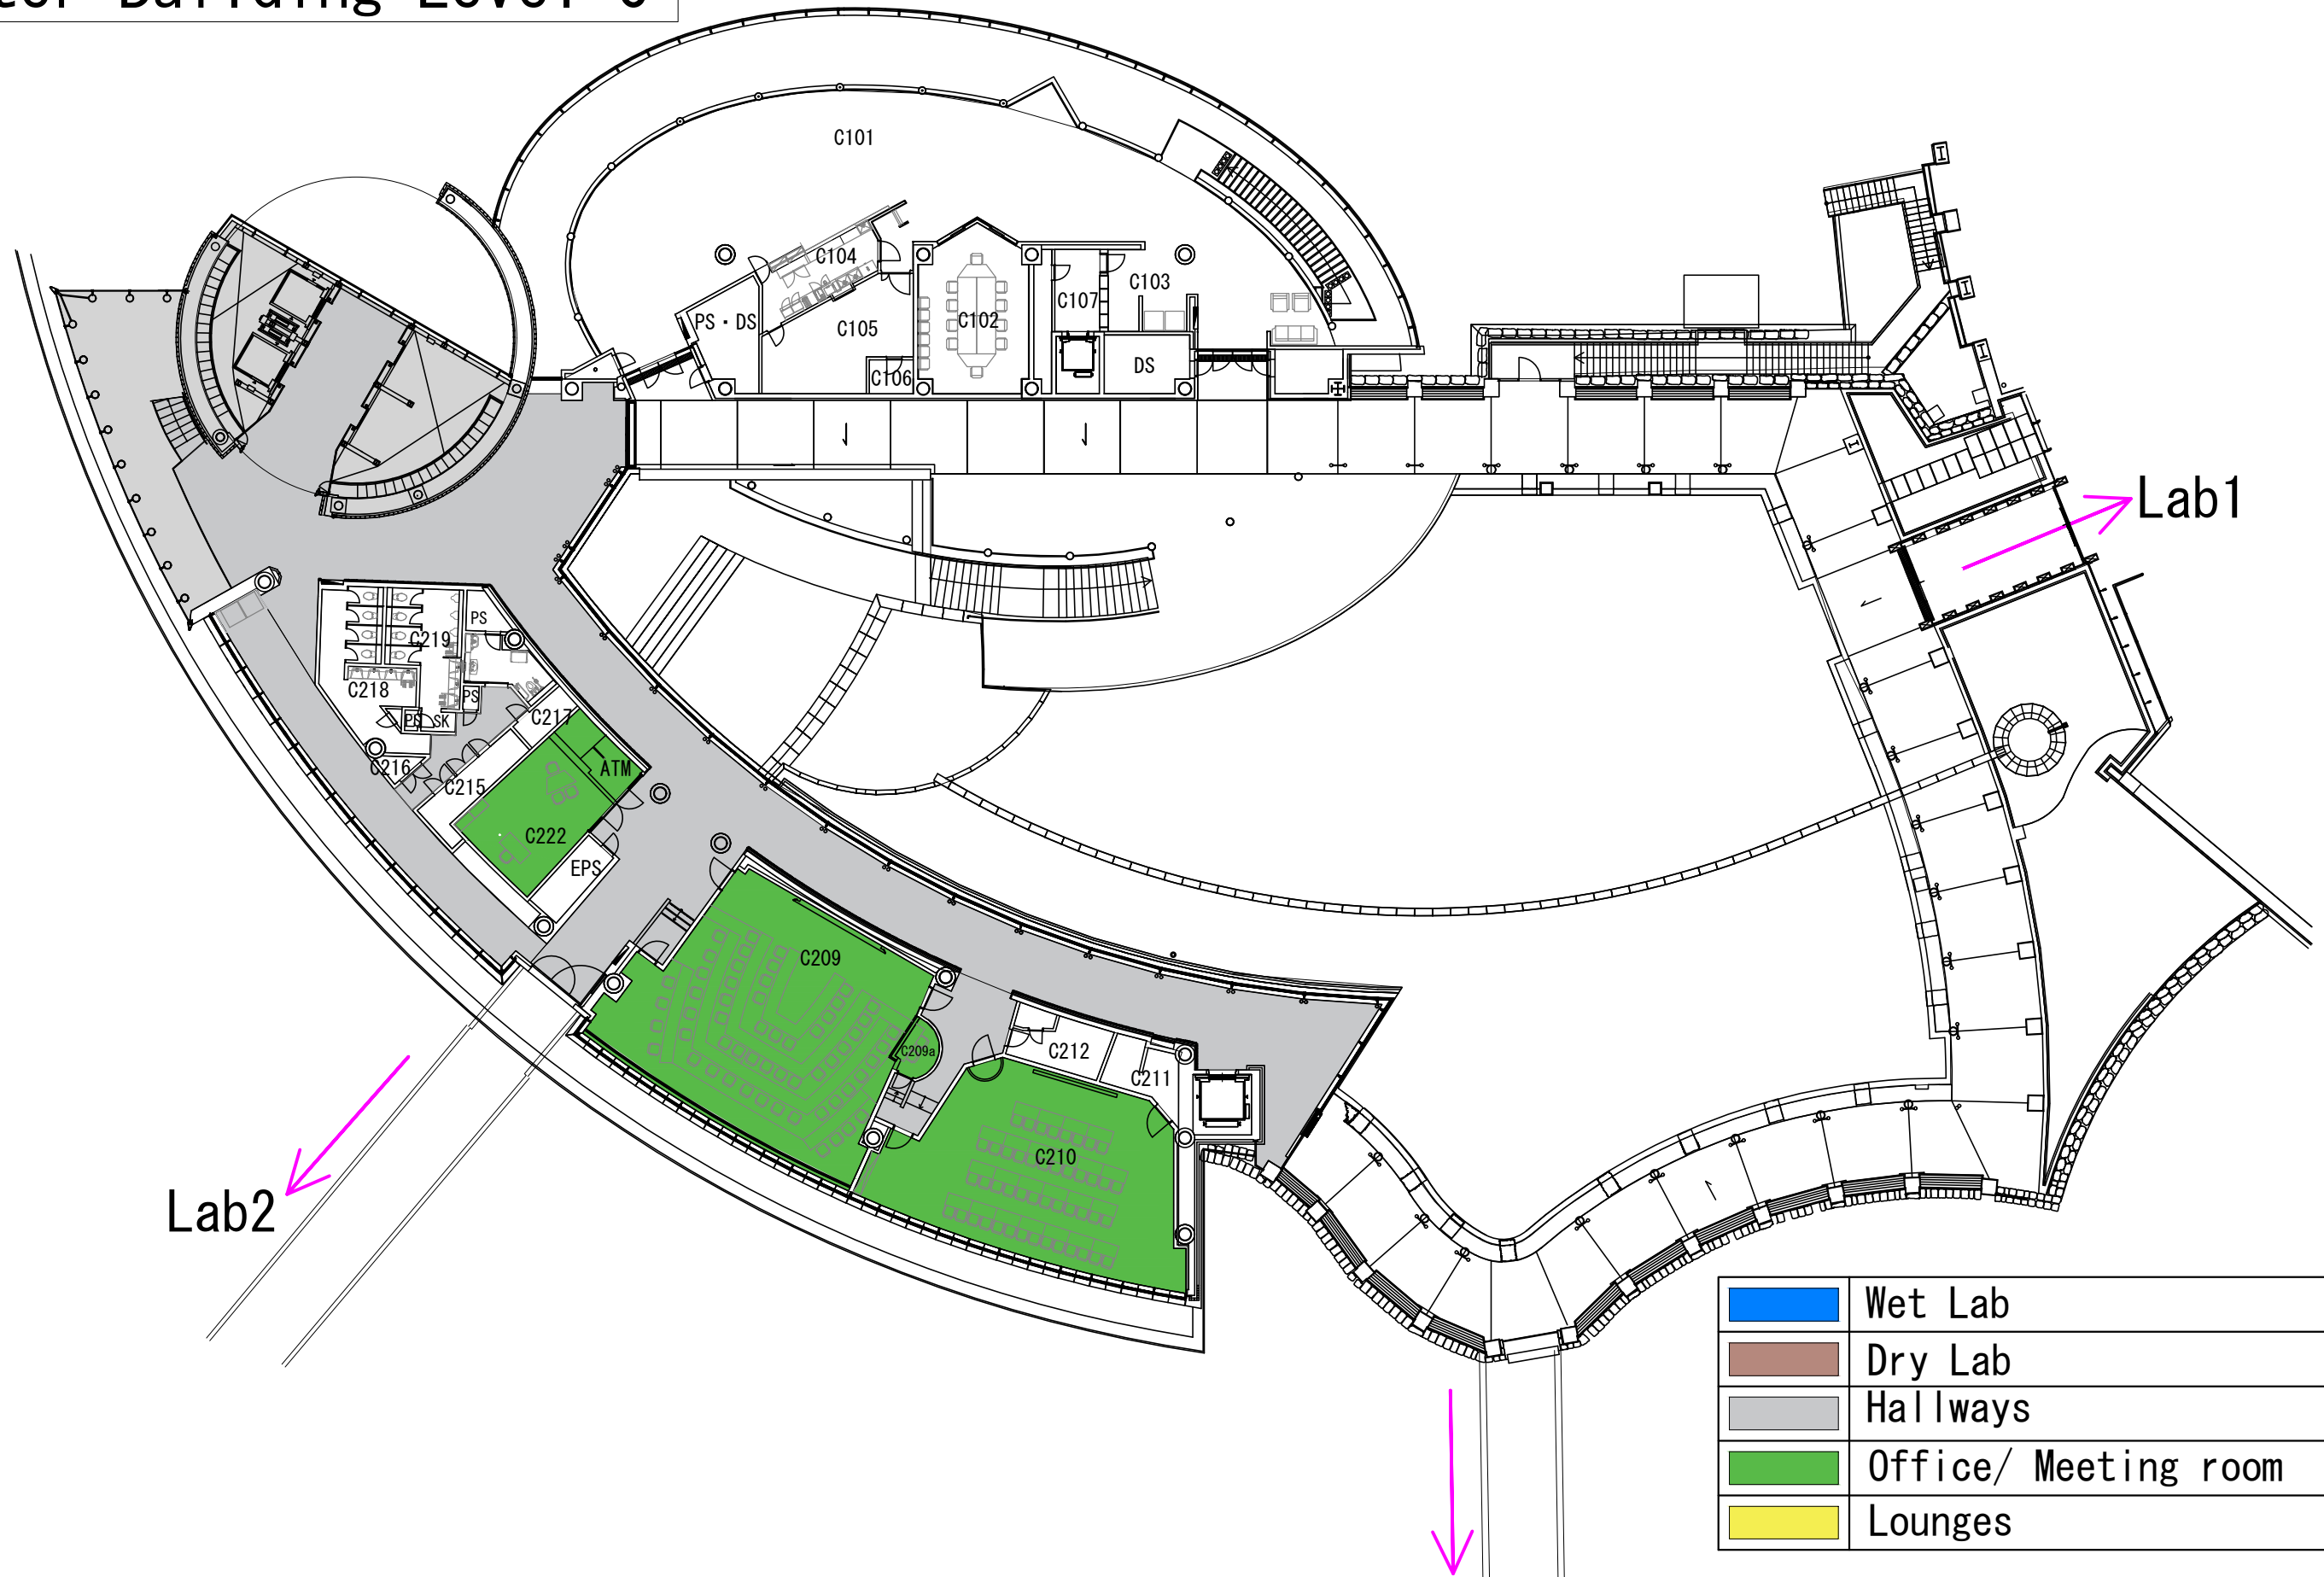 Building Level
C101
C104
C103
C107
C102
PS・DS
C105
DS
C106
Lab1
PS
C219
C218
PS
PS
SK
C217
C216
ATM
C215
C222
EPS
C209
C209a
C212
C211
C210
Lab2
Wet Lab
Dry Lab
Hallways
Office/ Meeting room
Lounges